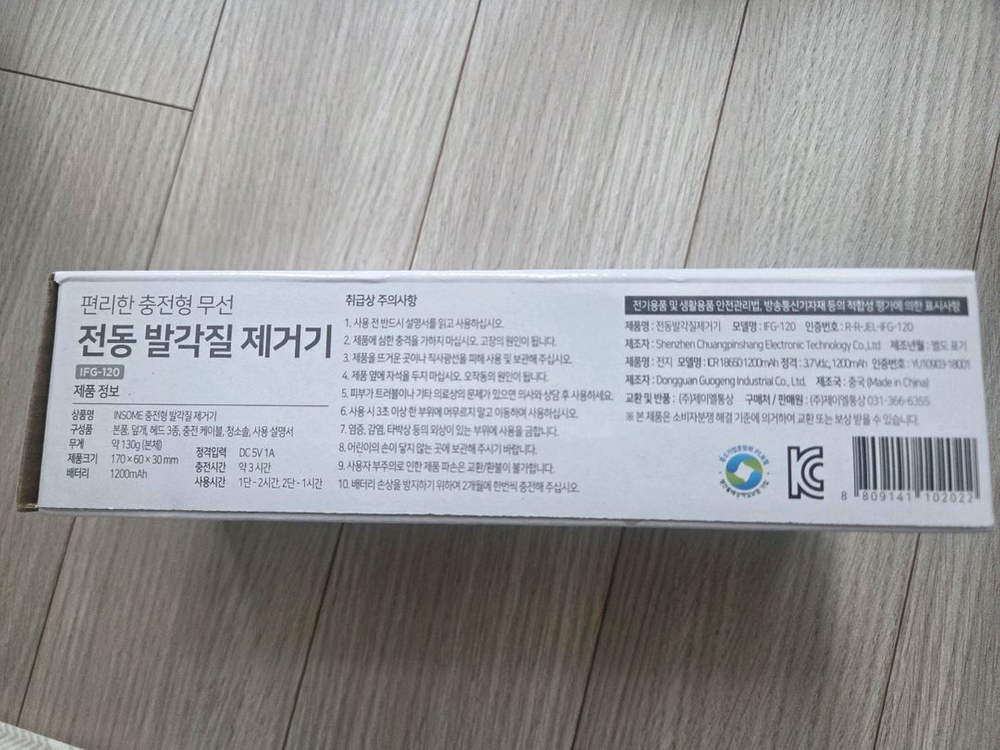 편리한 충전형 무선
전동 발각질 제거기
IFG-120
제품 정보
상품명 INSOME 충전형 발각질 제거기
구성품 본품, 덮개, 헤드 3종, 충전 케이블, 청소솔, 사용 설명서
무게 약 130g (본체)
제품크기 170 x 60 x 30 mm
배터리 1200mAh
정격입력 DC 5V 1A
충전시간 약 3 시간
사용시간 1단 - 2시간, 2단 - 1시간
취급상 주의사항
1. 사용 전 반드시 설명서를 읽고 사용하십시오.
2. 제품에 심한 충격을 가하지 마십시오. 고장의 원인이 됩니다.
3. 제품을 뜨거운 곳이나 직사광선을 피해 사용 및 보관해 주십시오.
4. 제품 옆에 자석을 두지 마십시오. 오작동의 원인이 됩니다.
5. 피부가 트러블이나 기타 의료상의 문제가 있으면 의사와 상담 후 사용하세요.
6. 사용 시 3초 이상 한 부위에 머무르지 말고 이동하며 사용하십시오.
7. 염증, 감염, 타박상 등의 외상이 있는 부위에 사용을 금합니다.
8. 어린이의 손이 닿지 않는 곳에 보관해 주시기 바랍니다.
9. 사용자 부주의로 인한 제품 파손은 교환/환불이 불가합니다.
10. 배터리 손상을 방지하기 위하여 2개월에 한번씩 충전해 주십시오.
전기용품 및 생활용품 안전관리법, 방송통신기자재 등의 적합성 평가에 의한 표시사항
제품명 : 전동발각질제거기 모델명 : IFG-120 인증번호 : R-R-JEL-IFG-120
제조자 : Shenzhen Chuangpinshang Electronic Technology Co.,Ltd 제조년월 : 별도 표기
제품명 : 전지 모델명 : ICR18650 1200mAh 정격 : 3.7Vdc, 1200mAh 인증번호 : YU10909-18001
제조자 : Dongguan Guogeng Industrial Co., Ltd. 제조국 : 중국 (Made in China)
교환 및 반품 : (주)제이엘통상 구매처 / 판매원 : (주)제이엘통상 031-366-6355
※ 본 제품은 소비자분쟁 해결 기준에 의거하여 교환 또는 보상 받을 수 있습니다.
8 809141 102022